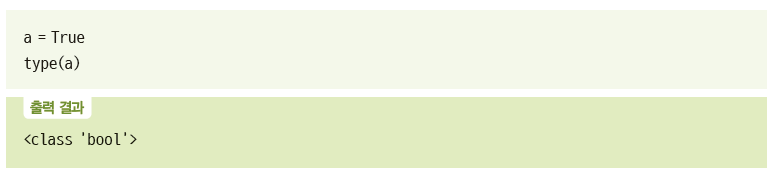 a = True
type(a)
출력 결과
<class 'bool'>